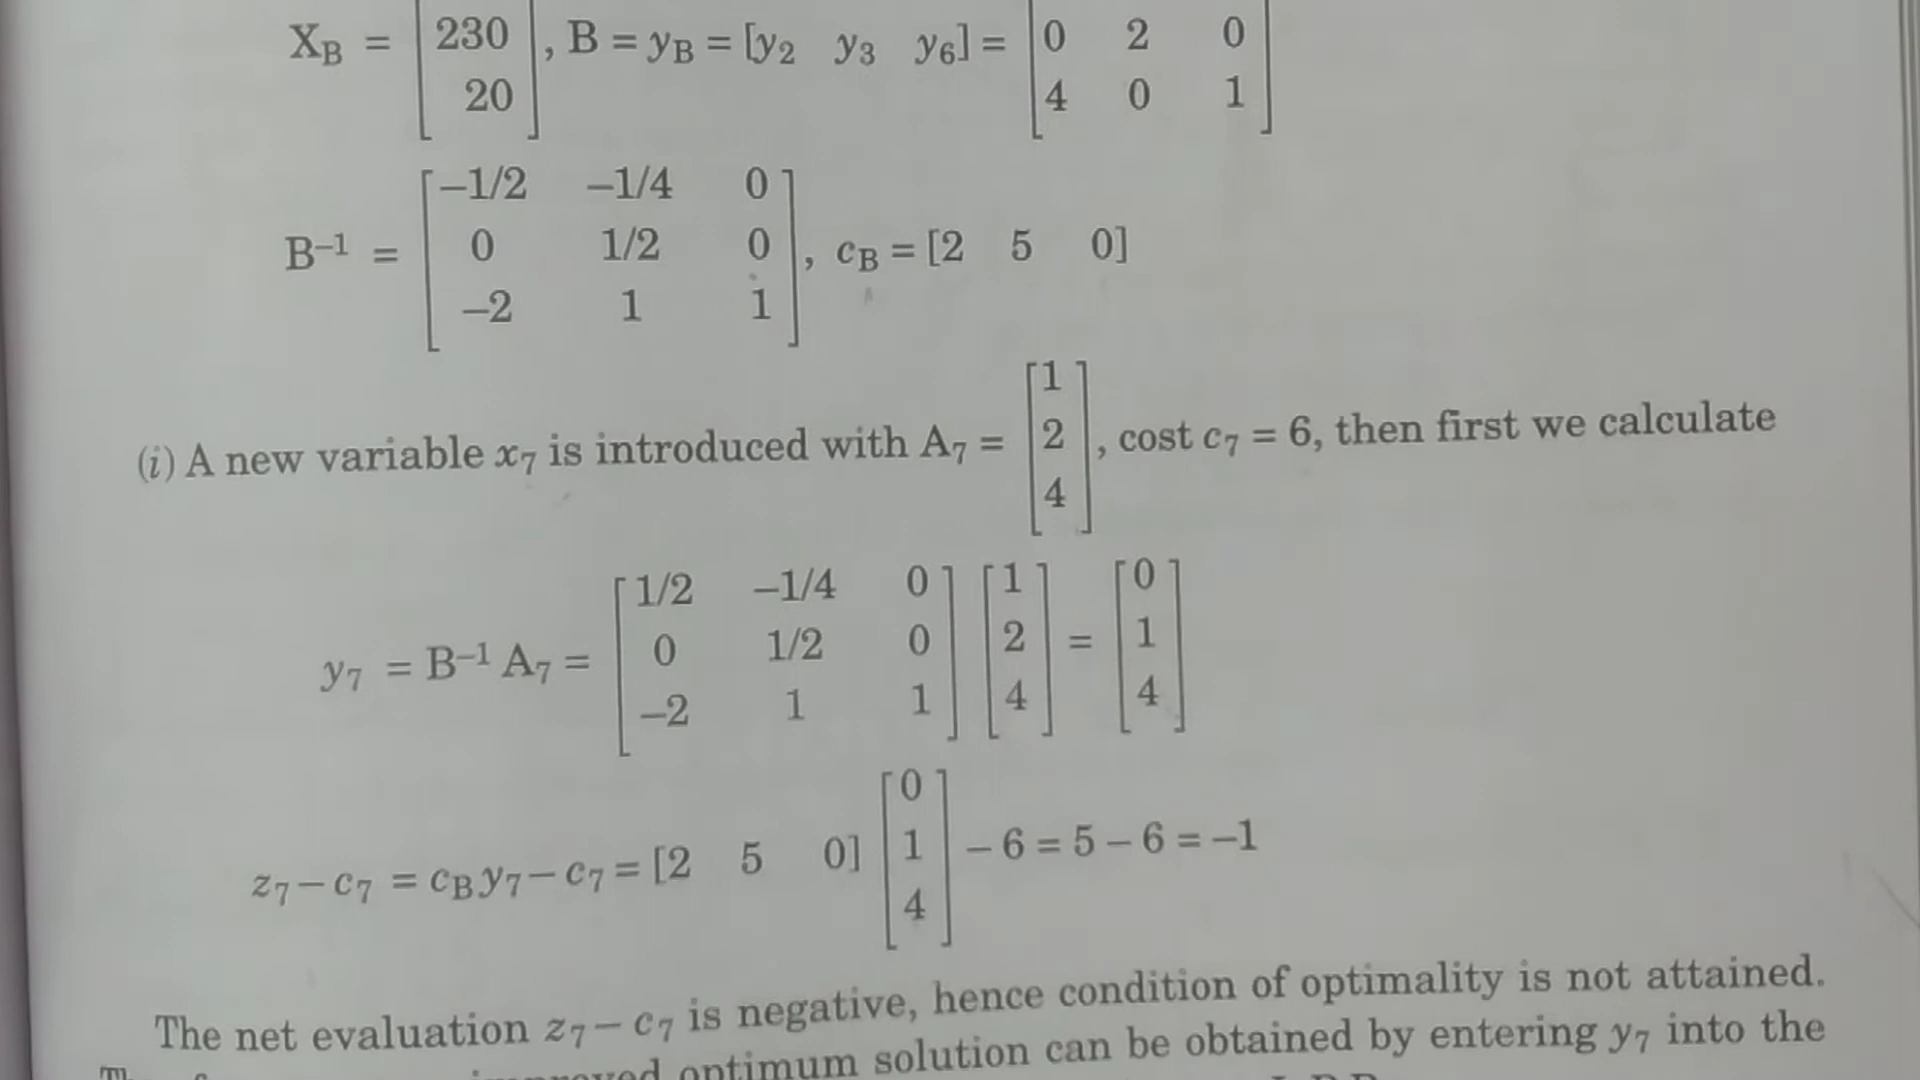 X_B = [230 20], B = y_B = [y_2 y_3 y_6] = [0 2 0
4 0 1]
B^-1 = [-1/2 -1/4 0
0 1/2 0
-2 1 1], c_B = [2 5 0]
(i) A new variable x_7 is introduced with A_7 = [1 2 4], cost c_7 = 6, then first we calculate
y_7 = B^-1 A_7 = [1/2 -1/4 0
0 1/2 0
-2 1 1] [1 2 4] = [0 1 4]
z_7 - c_7 = c_B y_7 - c_7 = [2 5 0] [0 1 4] - 6 = 5 - 6 = -1
The net evaluation z_7 - c_7 is negative, hence condition of optimality is not attained.
optimum solution can be obtained by entering y_7 into the